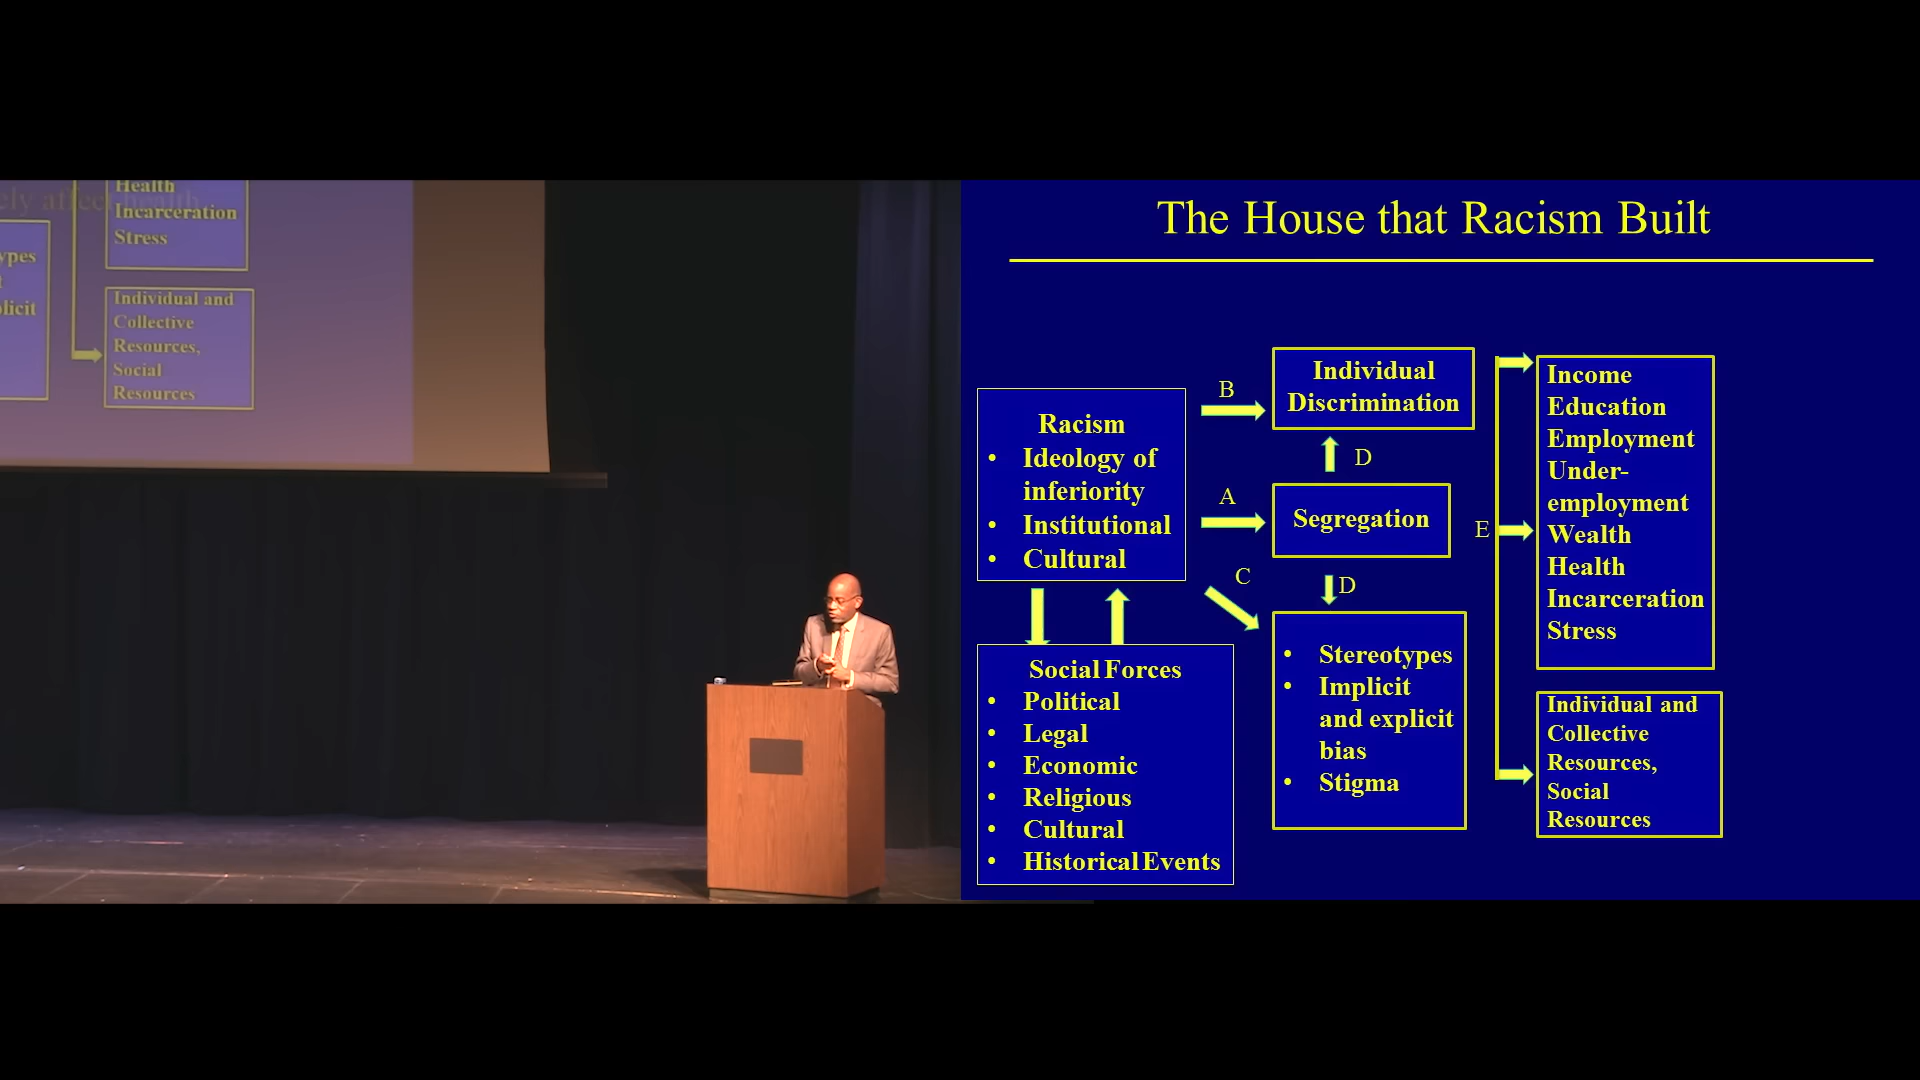 Health
Incarceration
Stress
Individual and
Collective
Resources,
Social
Resources
The House that Racism Built
Racism
• Ideology of
inferiority
• Institutional
• Cultural
Social Forces
• Political
• Legal
• Economic
• Religious
• Cultural
• Historical Events
B
A
C
Individual
Discrimination
D
Segregation
D
• Stereotypes
• Implicit
and explicit
bias
• Stigma
E
Income
Education
Employment
Under-
employment
Wealth
Health
Incarceration
Stress
Individual and
Collective
Resources,
Social
Resources